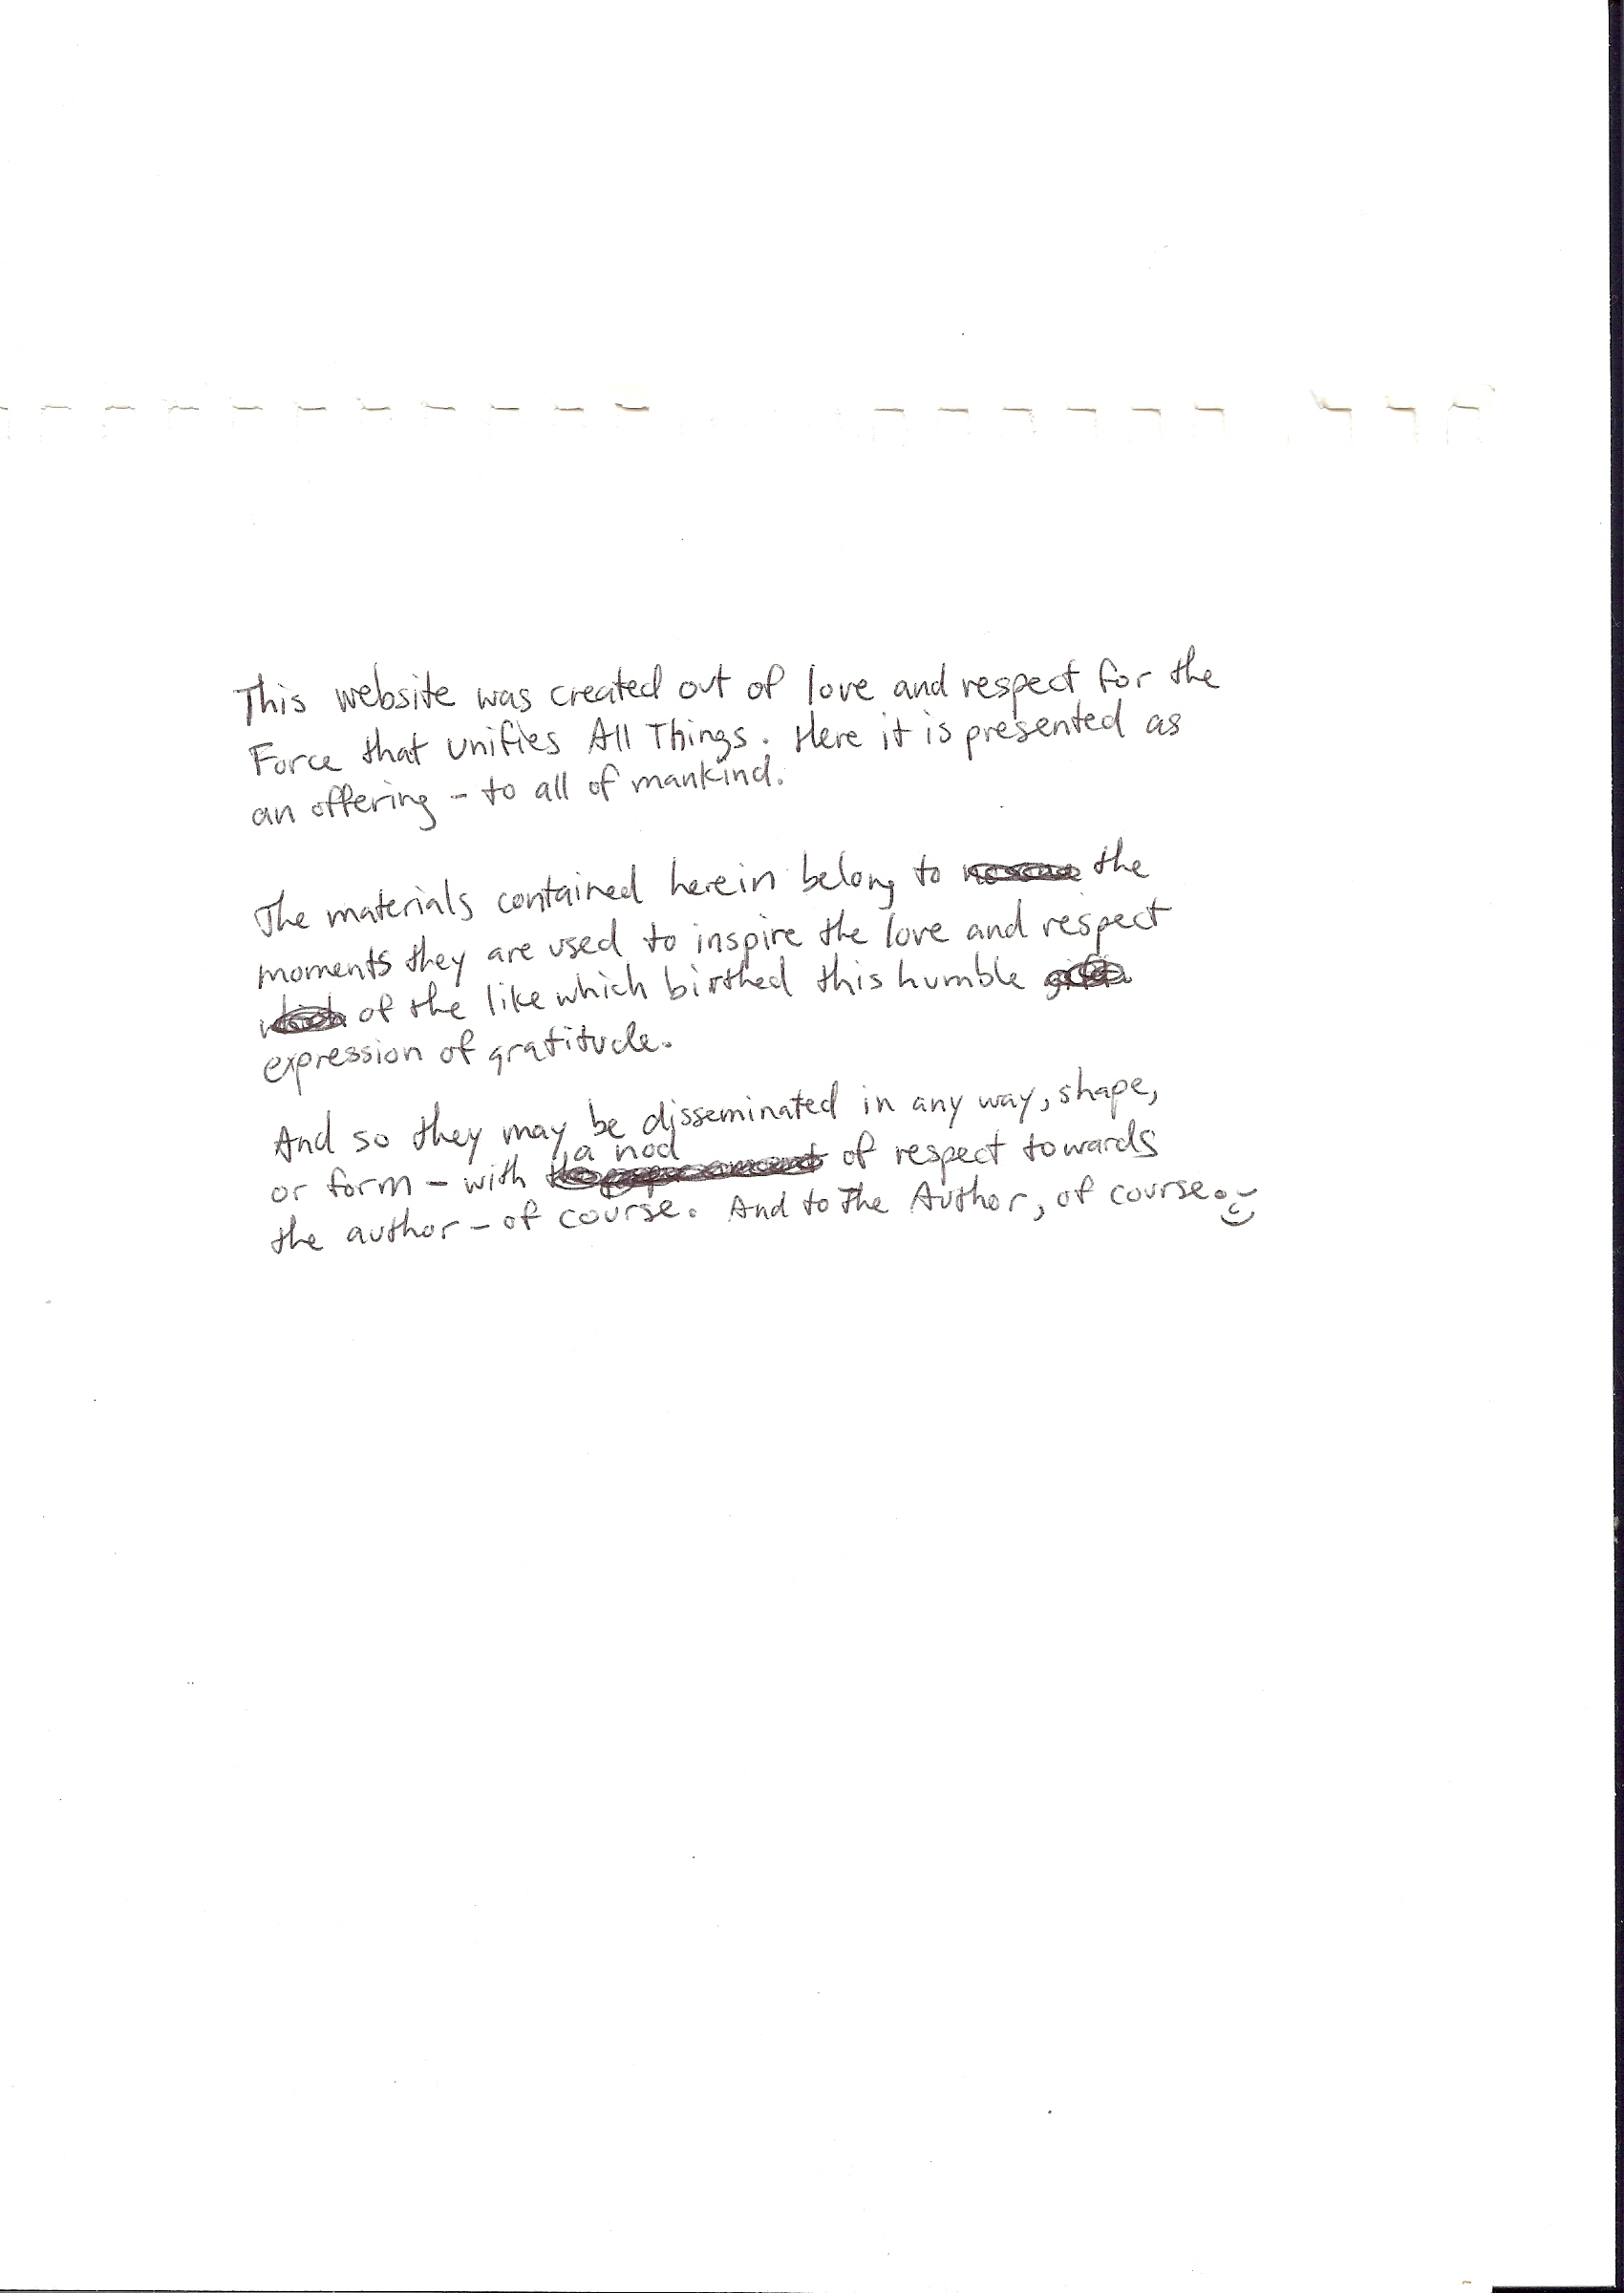 This website was created out of love and respect for the
Force that unifies All Things. Here it is presented as
an offering - to all of mankind.
The materials contained herein belong to the
moments they are used to inspire the love and respect
of the like which birthed this humble
expression of gratitude.
And so they may be disseminated in any way, shape,
a nod
or form - with of respect towards
the author - of course. And to The Author, of course.